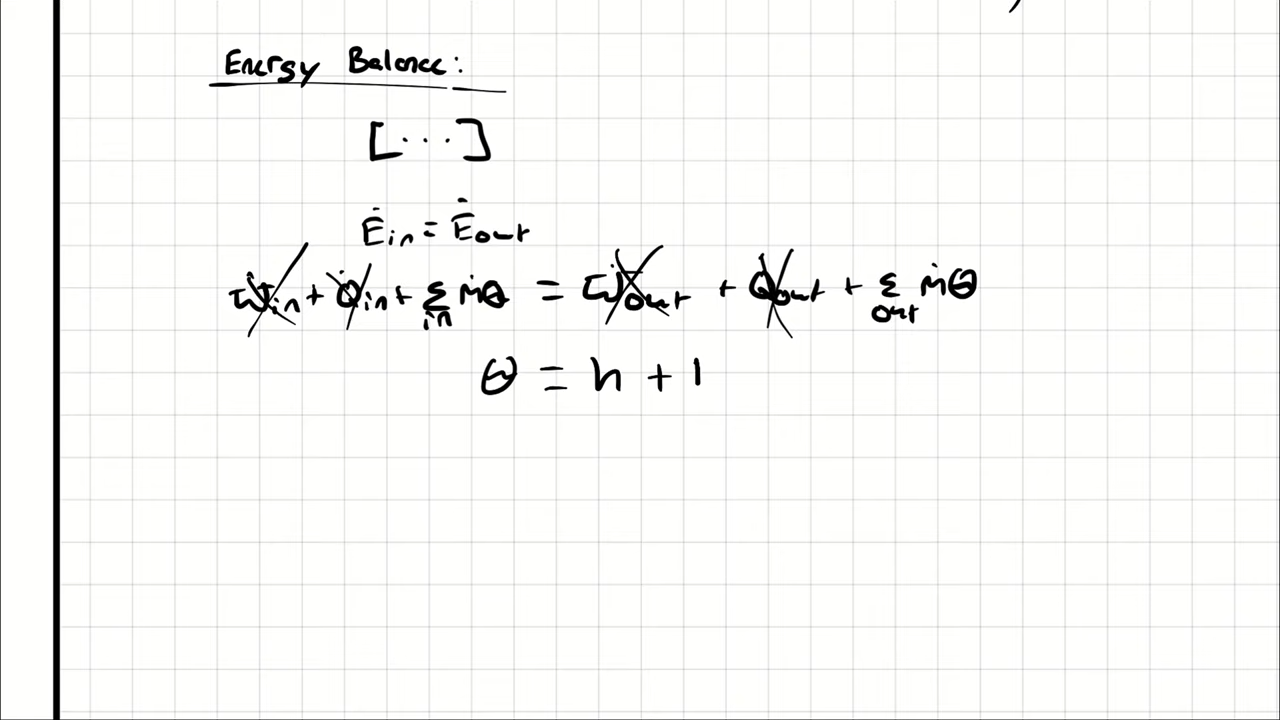 Energy Balance:
[...]
Ėin = Ėout
Ẇin + Q̇in + Σin ṁθ = Ẇout + Q̇out + Σout ṁθ
θ = h + 1